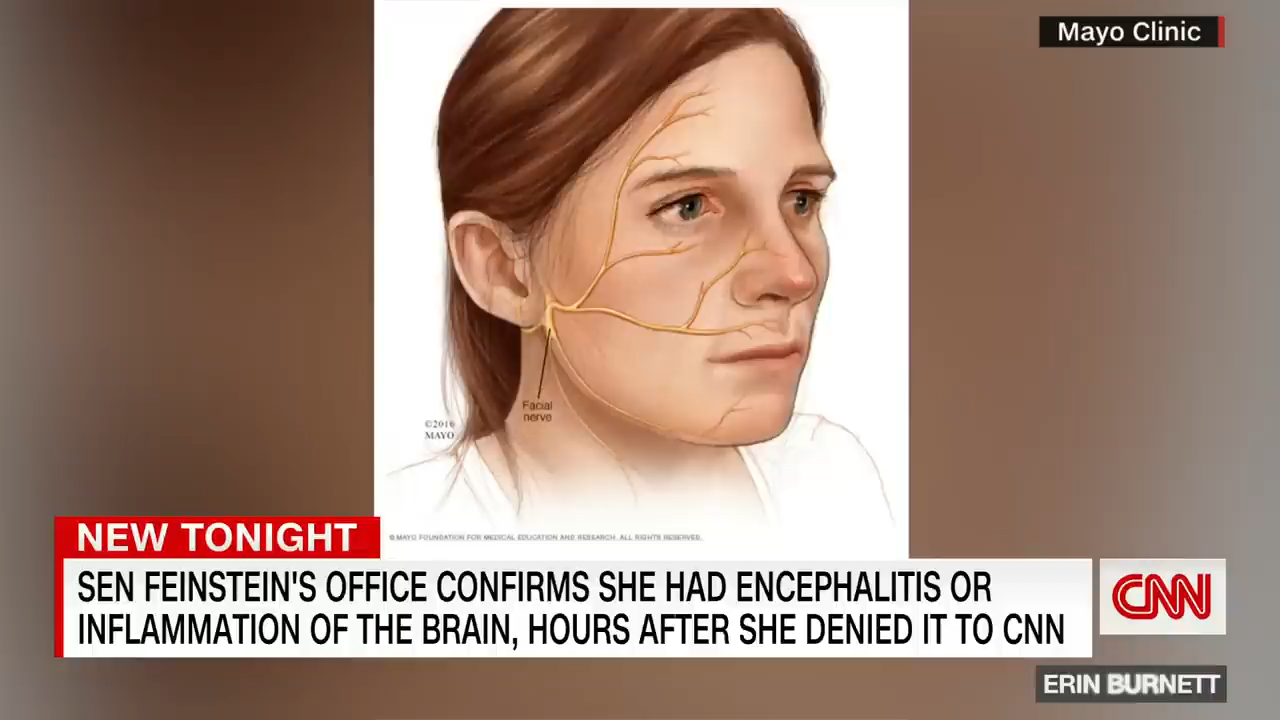 Mayo Clinic
Facial
nerve
©2016
MAYO
© MAYO FOUNDATION FOR MEDICAL EDUCATION AND RESEARCH. ALL RIGHTS RESERVED.
NEW TONIGHT
SEN FEINSTEIN'S OFFICE CONFIRMS SHE HAD ENCEPHALITIS OR
INFLAMMATION OF THE BRAIN, HOURS AFTER SHE DENIED IT TO CNN
CNN
ERIN BURNETT